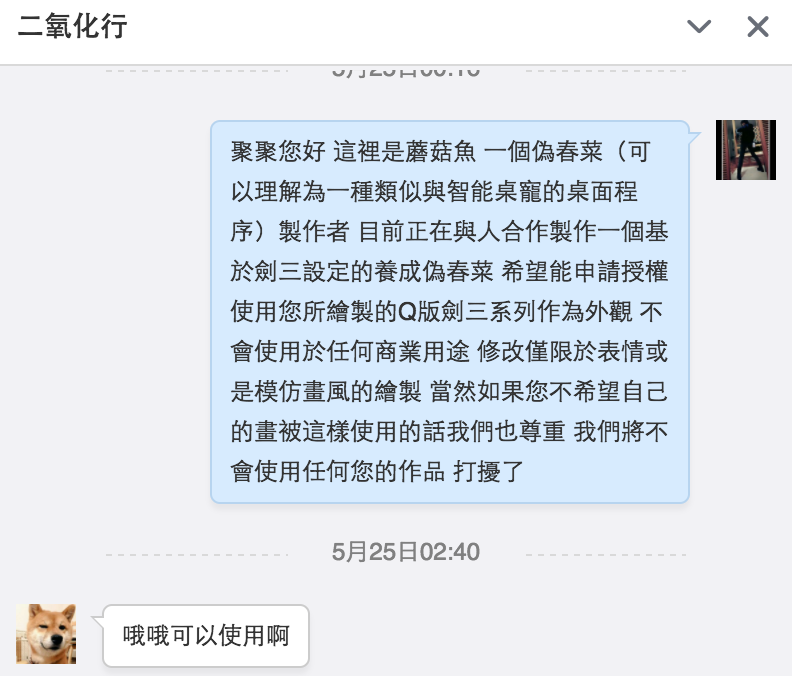 二氧化行
聚聚您好 這裡是蘑菇魚 一個偽春菜（可
以理解為一種類似與智能桌寵的桌面程
序）製作者 目前正在與人合作製作一個基
於劍三設定的養成偽春菜 希望能申請授權
使用您所繪製的Q版劍三系列作為外觀 不
會使用於任何商業用途 修改僅限於表情或
是模仿畫風的繪製 當然如果您不希望自己
的畫被這樣使用的話我們也尊重 我們將不
會使用任何您的作品 打擾了
5月25日02:40
哦哦可以使用啊